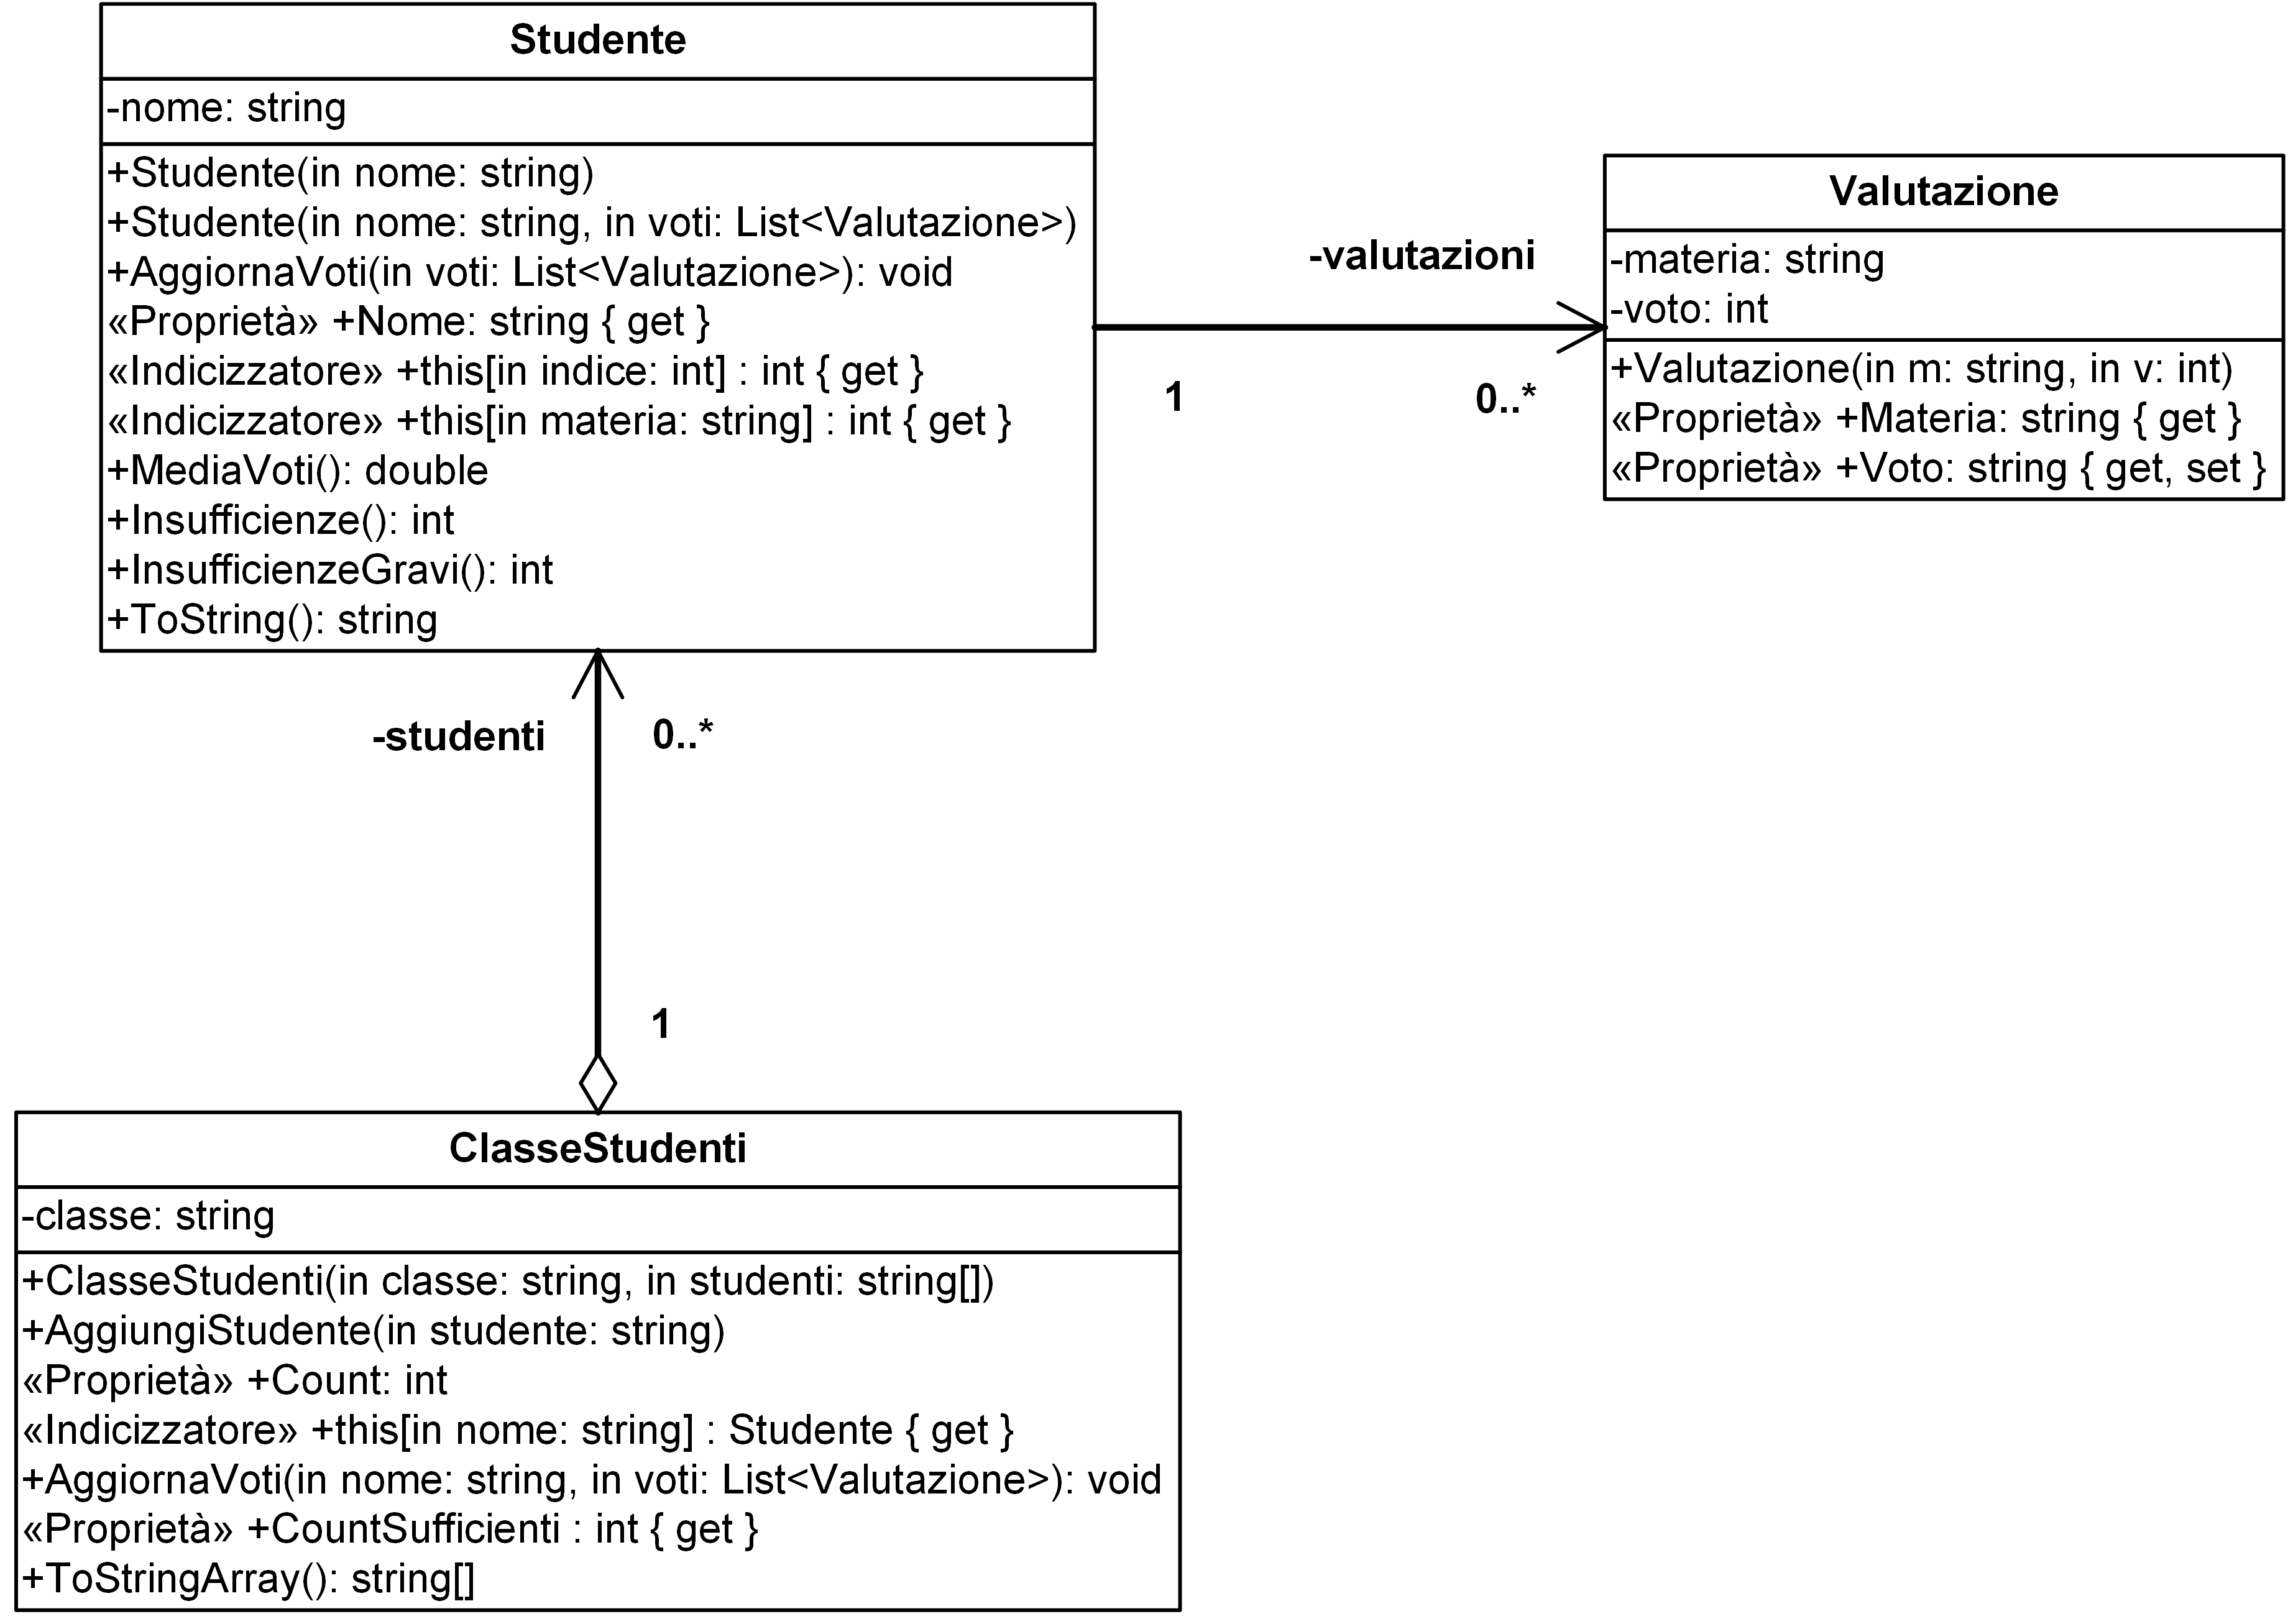 Studente
-nome: string
+Studente(in nome: string)
+Studente(in nome: string, in voti: List<Valutazione>)
+AggiornaVoti(in voti: List<Valutazione>): void
«Proprietà» +Nome: string { get }
«Indicizzatore» +this[in indice: int] : int { get }
«Indicizzatore» +this[in materia: string] : int { get }
+MediaVoti(): double
+Insufficienze(): int
+InsufficienzeGravi(): int
+ToString(): string
-valutazioni
1
0..*
Valutazione
-materia: string
-voto: int
+Valutazione(in m: string, in v: int)
«Proprietà» +Materia: string { get }
«Proprietà» +Voto: string { get, set }
-studenti
0..*
1
ClasseStudenti
-classe: string
+ClasseStudenti(in classe: string, in studenti: string[])
+AggiungiStudente(in studente: string)
«Proprietà» +Count: int
«Indicizzatore» +this[in nome: string] : Studente { get }
+AggiornaVoti(in nome: string, in voti: List<Valutazione>): void
«Proprietà» +CountSufficienti : int { get }
+ToStringArray(): string[]